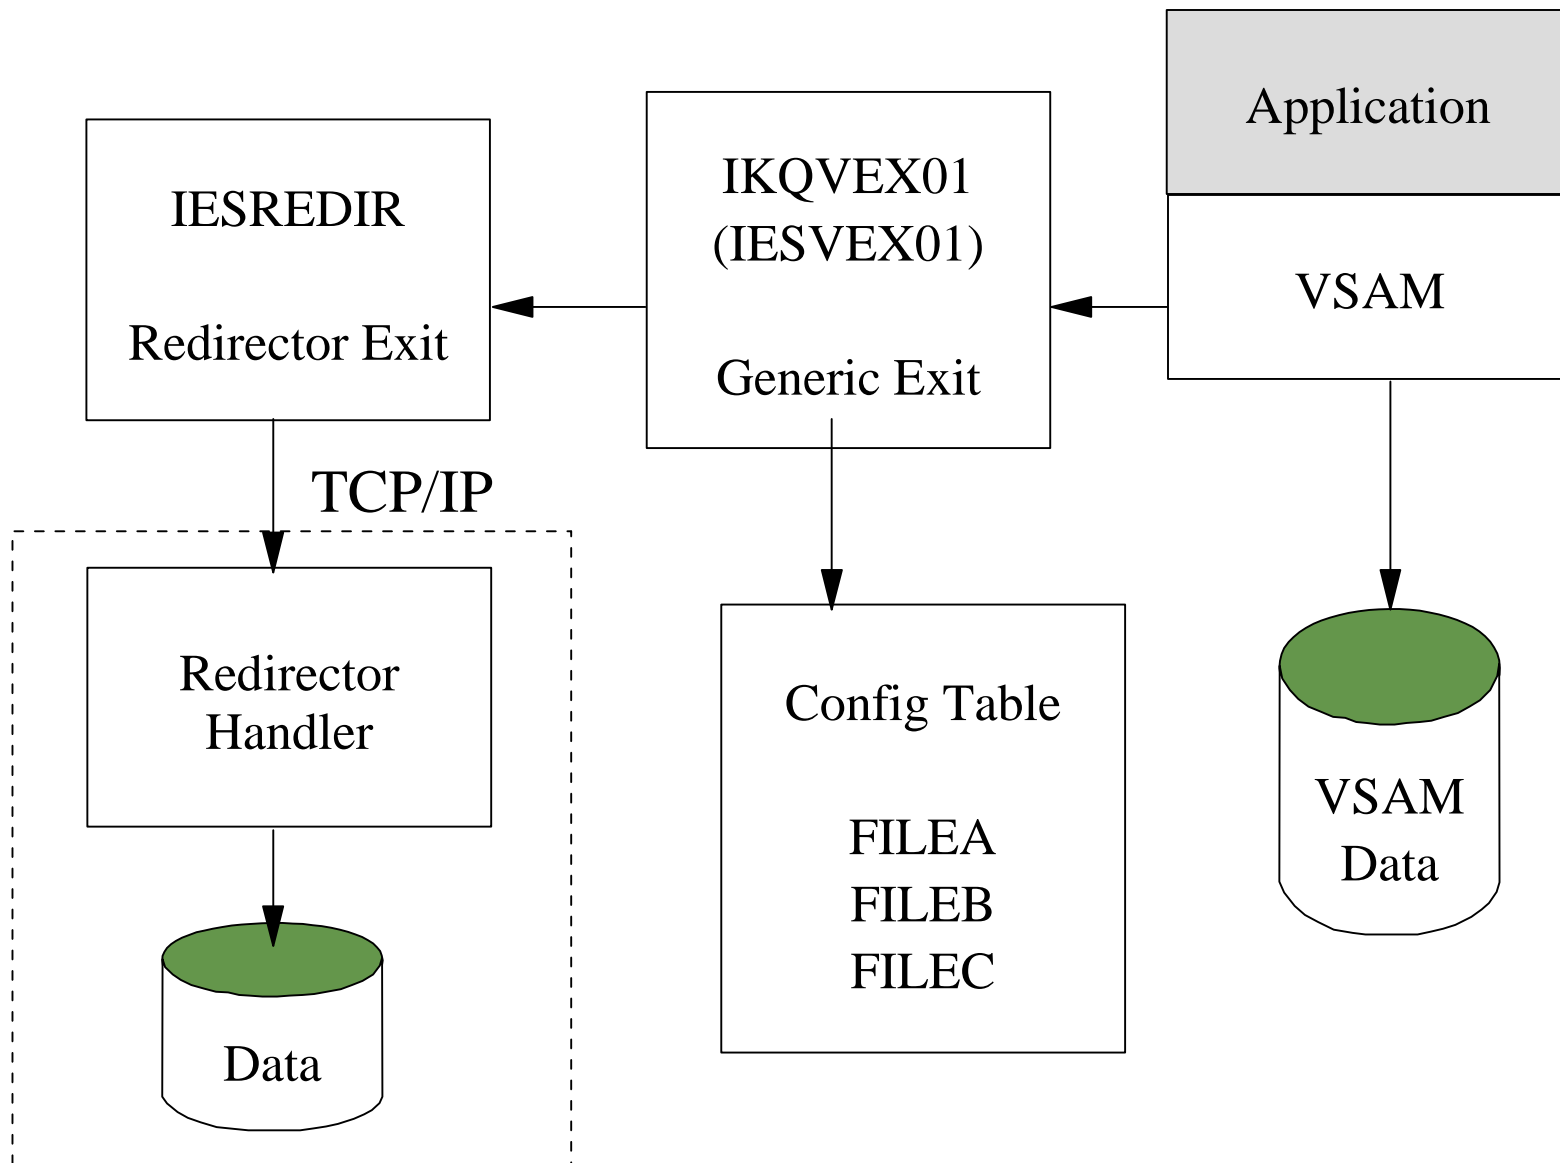 Application
IKQVEX01
(IESVEX01)
Generic Exit
IESREDIR
Redirector Exit
VSAM
TCP/IP
Redirector
Handler
Config Table
FILEA
FILEB
FILEC
VSAM
Data
Data